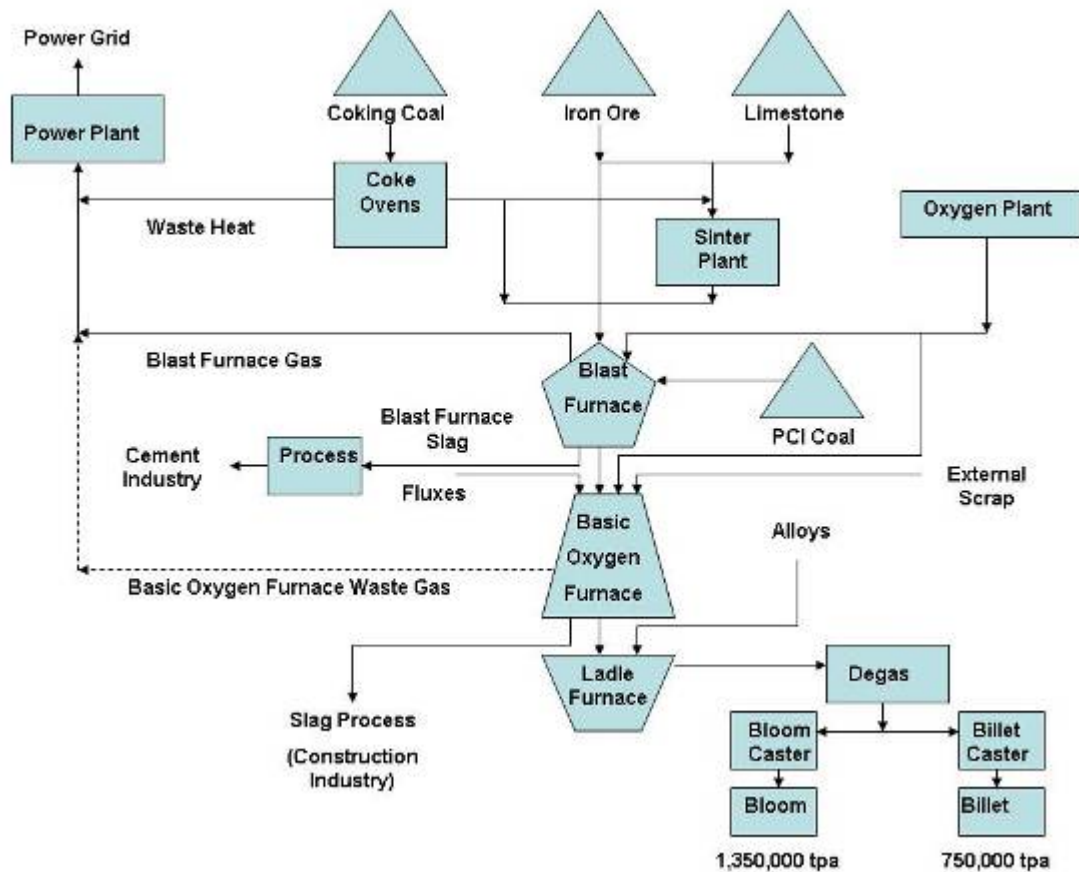 Power Grid
Power Plant
Coking Coal
Iron Ore
Limestone
Coke
Ovens
Oxygen Plant
Waste Heat
Sinter
Plant
Blast Furnace Gas
Blast
Furnace
PCI Coal
Blast Furnace
Slag
Cement
Industry
Process
Fluxes
External
Scrap
Basic
Oxygen
Furnace
Alloys
Basic Oxygen Furnace Waste Gas
Ladle
Furnace
Degas
Slag Process
(Construction
Industry)
Bloom
Caster
Billet
Caster
Bloom
Billet
1,350,000 tpa
750,000 tpa